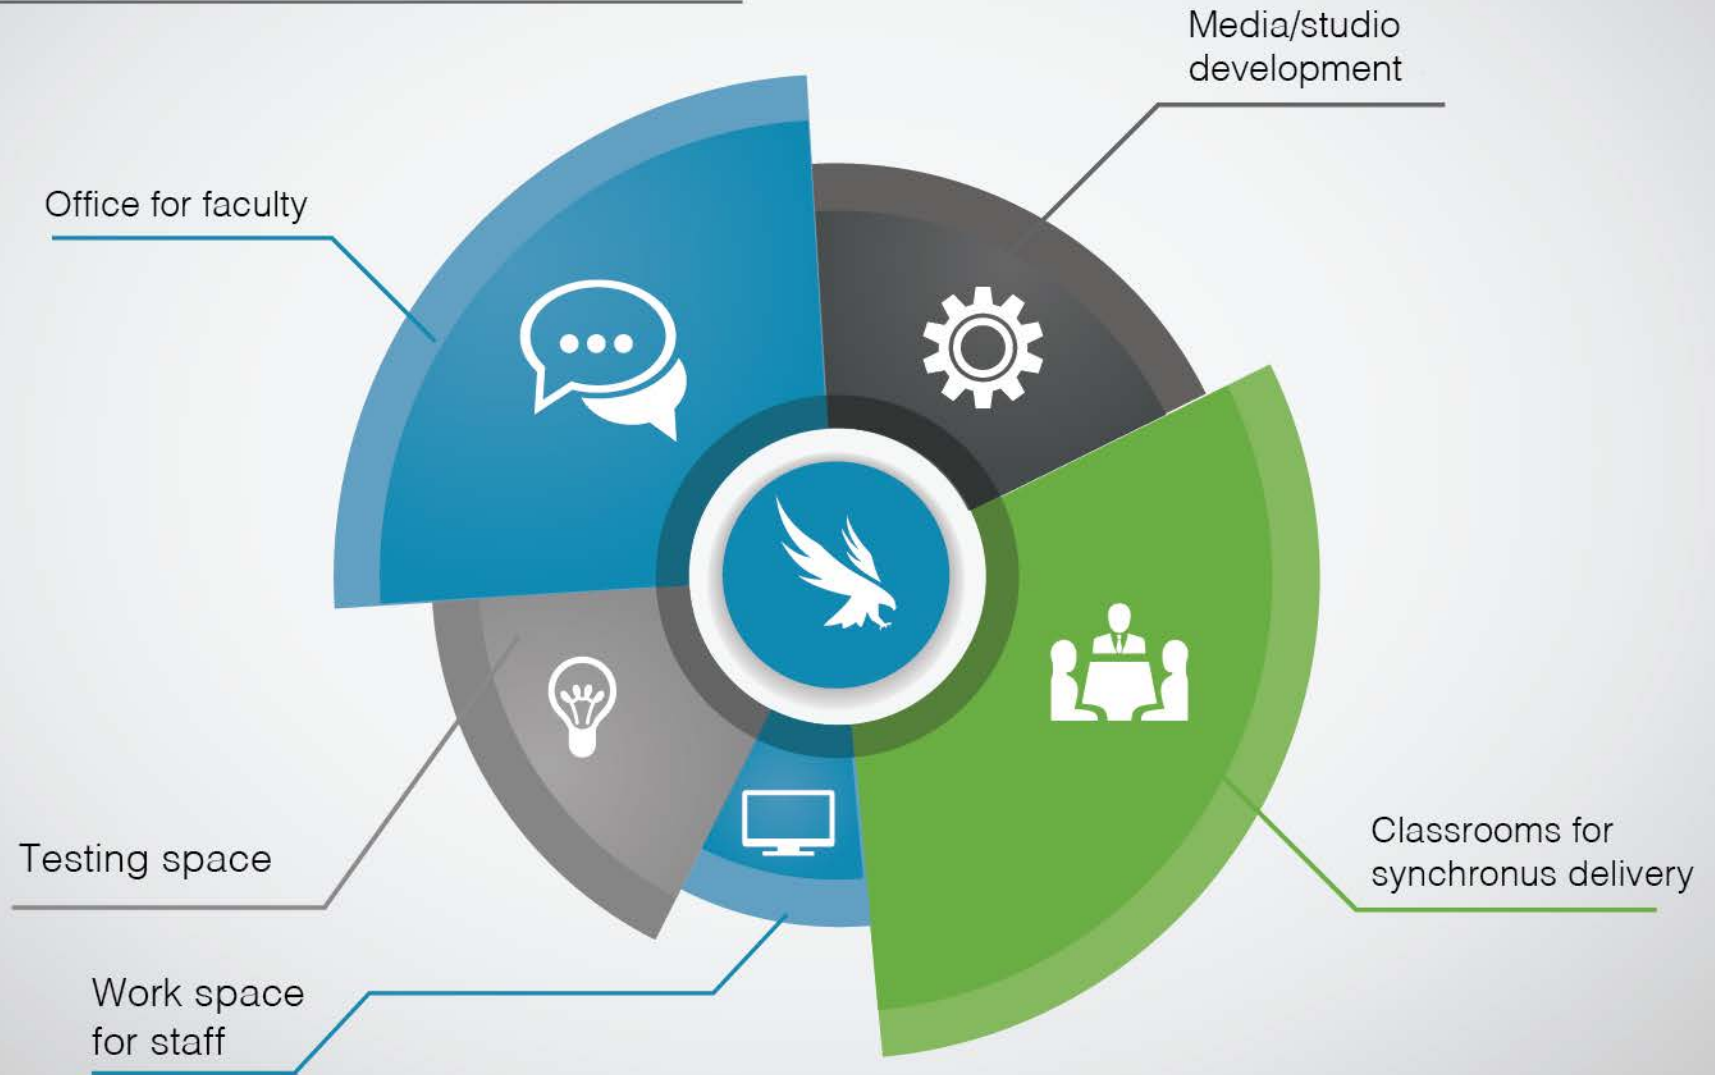 Media/studio
development
Office for faculty
Classrooms for
synchronus delivery
Testing space
Work space
for staff